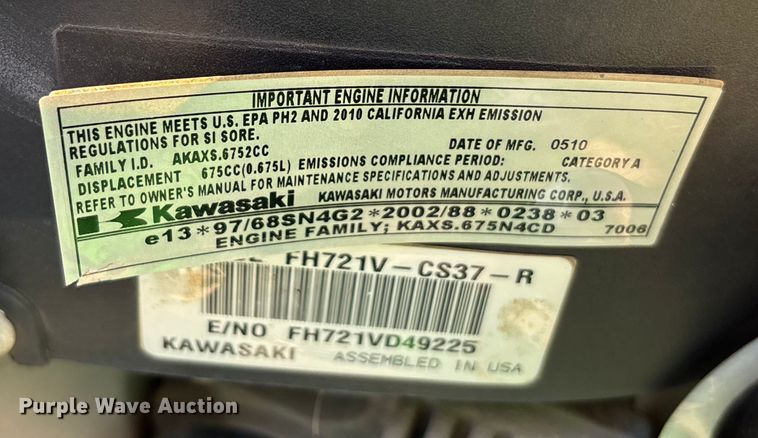 IMPORTANT ENGINE INFORMATION
THIS ENGINE MEETS U.S. EPA PH2 AND 2010 CALIFORNIA EXH EMISSION
REGULATIONS FOR SI SORE.
DATE OF MFG. 0510
FAMILY I.D. AKAXS.6752CC
DISPLACEMENT 675CC(0.675L) EMISSIONS COMPLIANCE PERIOD: CATEGORY A
REFER TO OWNER'S MANUAL FOR MAINTENANCE SPECIFICATIONS AND ADJUSTMENTS.
Kawasaki KAWASAKI MOTORS MANUFACTURING CORP., U.S.A.
e13*97/68SN4G2*2002/88*0238*03
ENGINE FAMILY; KAXS.675N4CD 7006
FH721V-CS37-R
E/NO FH721VD49225
KAWASAKI ASSEMBLED IN USA
Purple Wave Auction